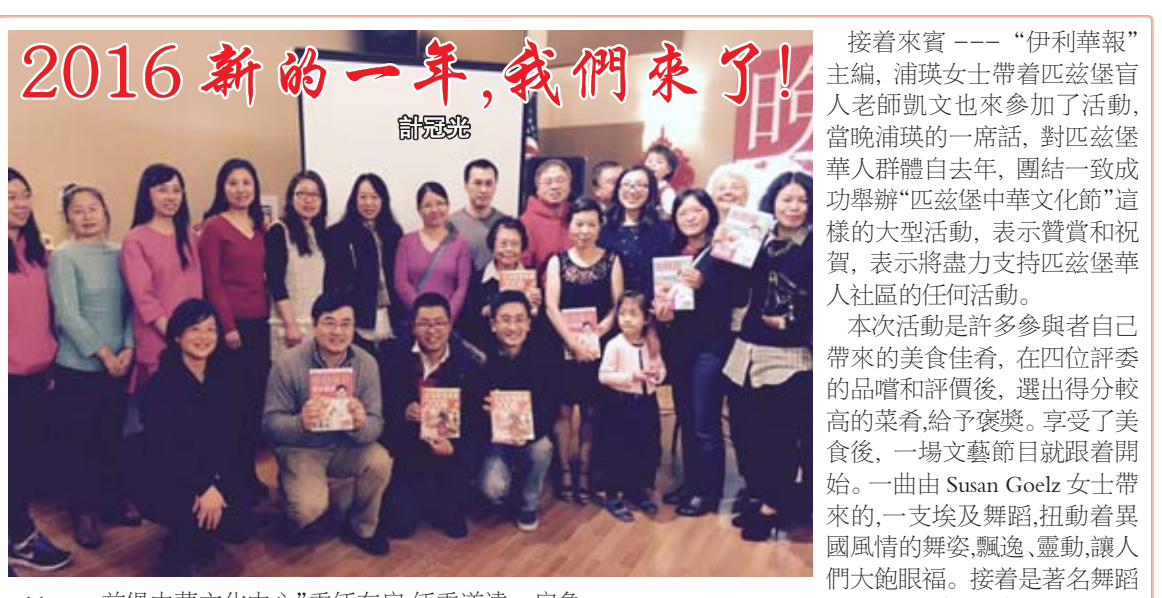 2016 新的一年,我們來了!
計冠光
晚
接着來賓 --- “伊利華報”
主編, 浦瑛女士帶着匹兹堡盲
人老師凱文也來參加了活動,
當晚浦瑛的一席話, 對匹兹堡
華人群體自去年, 團結一致成
功舉辦“匹兹堡中華文化節”這
樣的大型活動, 表示贊賞和祝
賀, 表示將盡力支持匹兹堡華
人社區的任何活動。
本次活動是許多參與者自己
帶來的美食佳肴, 在四位評委
的品嚐和評價後, 選出得分較
高的菜肴,給予褒獎。享受了美
食後, 一場文藝節目就跟着開
始。一曲由 Susan Goelz 女士帶
來的,一支埃及舞蹈,扭動着異
國風情的舞姿,飄逸、靈動,讓人
們大飽眼福。接着是著名舞蹈